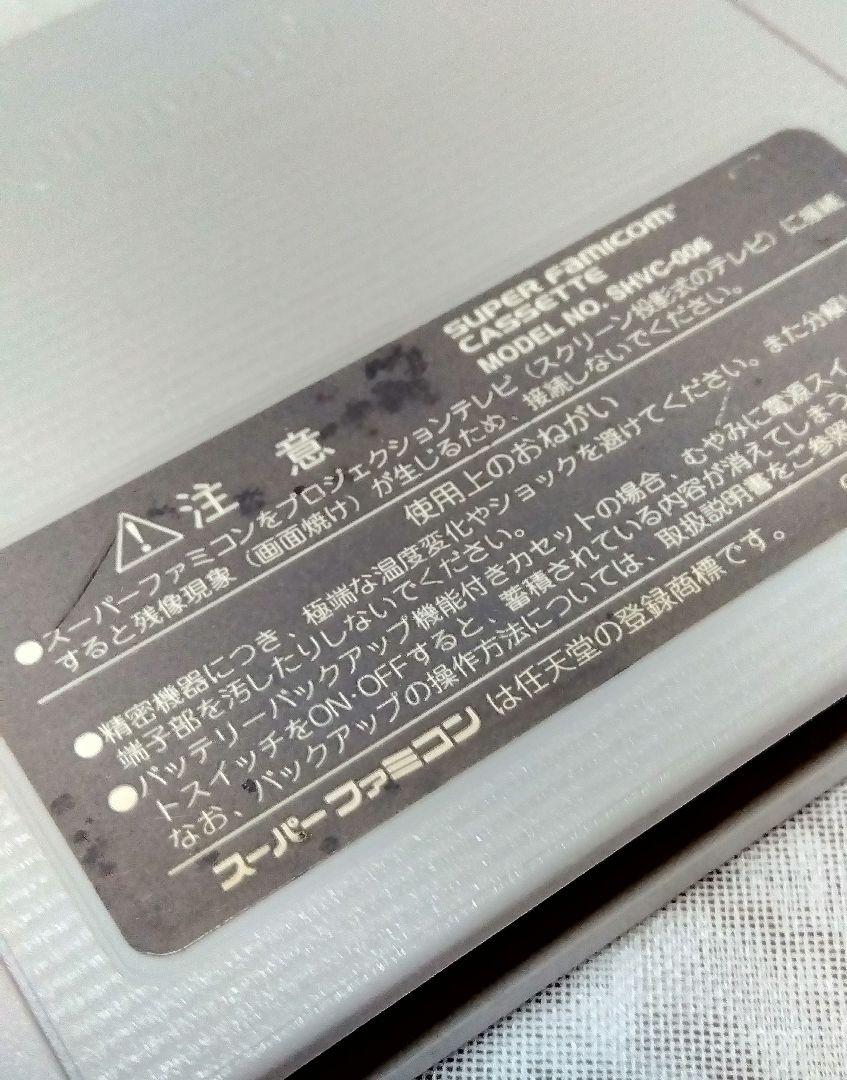 SUPER FAMICOM
CASSETTE
MODEL NO. SHVC-006
注 意
●スーパーファミコンをプロジェクションテレビ(スクリーン投影式のテレビ)に接続
すると残像現象(画面焼け)が生じるため、接続しないでください。
使用上のおねがい
●精密機器につき、極端な温度変化やショックを避けてください。また分解
端子部を汚したりしないでください。
●バッテリーバックアップ機能付きカセットの場合、むやみに電源スイ
トスイッチをON・OFFすると、蓄積されている内容が消えてしまう
なお、バックアップの操作方法については、取扱説明書をご参照
スーパーファミコン は任天堂の登録商標です。